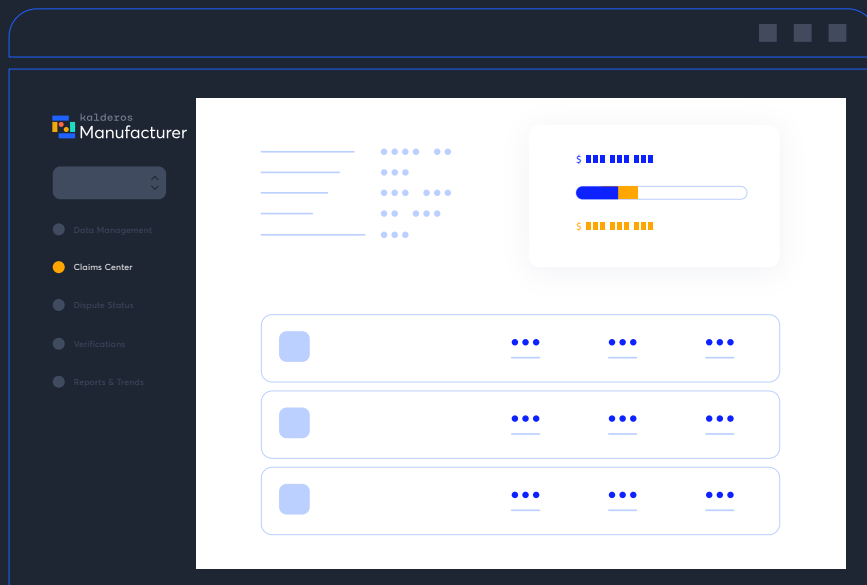 kalderos
Manufacturer
Data Management
Claims Center
Dispute Status
Verifications
Reports & Trends
$
$